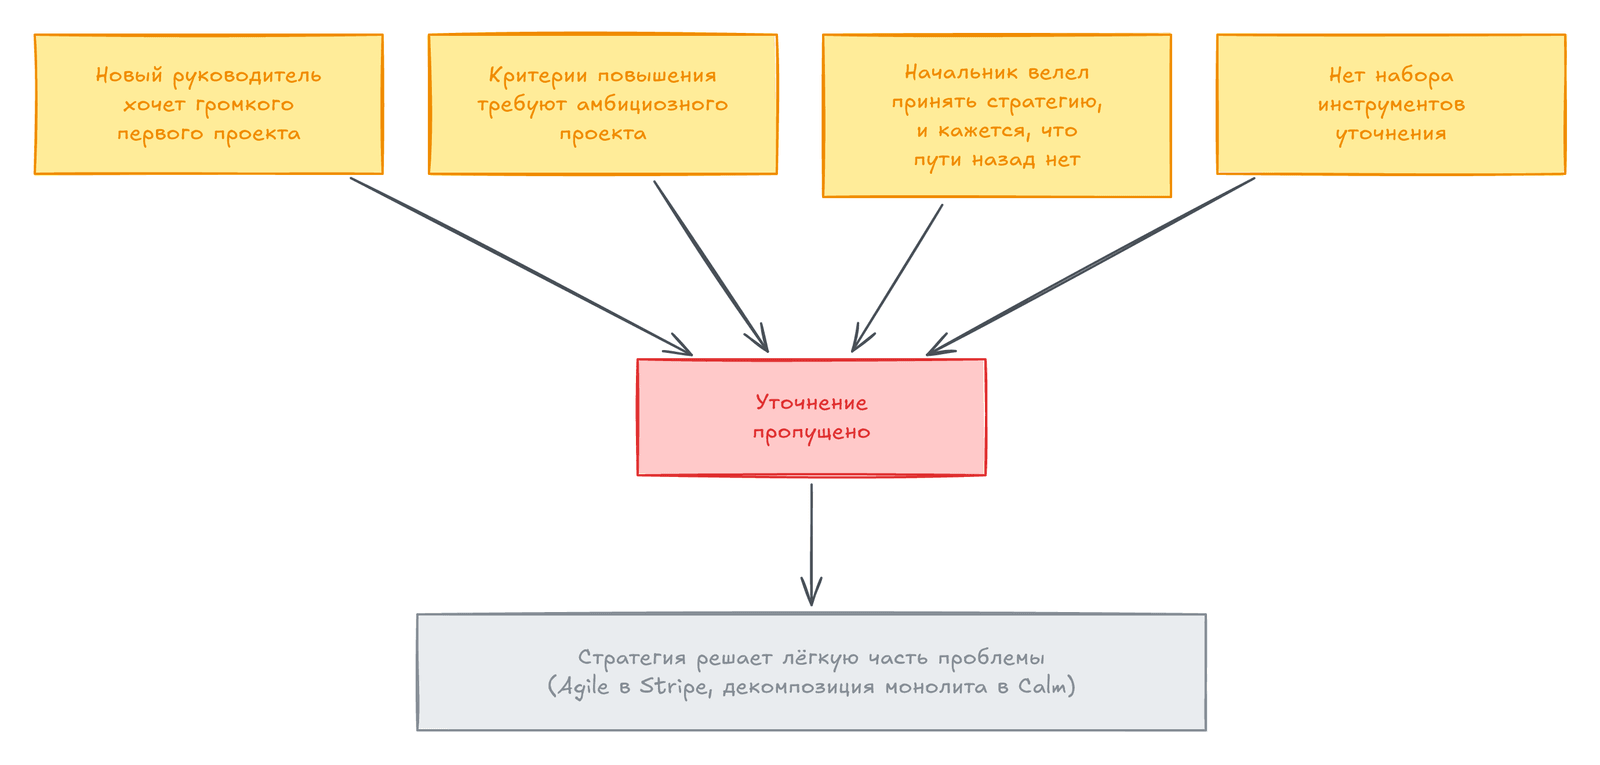 Новый руководитель
хочет громкого
первого проекта
Критерии повышения
требуют амбициозного
проекта
Начальник велел
принять стратегию,
и кажется, что
пути назад нет
Нет набора
инструментов
уточнения
Уточнение
пропущено
Стратегия решает лёгкую часть проблемы
(Agile в Stripe, декомпозиция монолита в Calm)